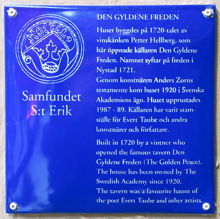 DEN GYLDENE FREDEN
Huset byggdes på 1720-talet av
vinskänken Petter Hellberg, som
här öppnade källaren Den Gyldene
Freden. Namnet syftar på freden i
Nystad 1721.
Genom konstnären Anders Zorns
testamente kom huset 1920 i Svenska
Akademiens ägo. Huset upprustades
1987 - 89. Källaren har varit stam-
ställe för Evert Taube och andra
konstnärer och författare.
Samfundet
S:t Erik
Built in 1720 by a vintner who
opened the famous tavern Den
Gyldene Freden (The Golden Peace).
The house has been owned by The
Swedish Academy since 1920.
The tavern was a favourite haunt of
the poet Evert Taube and other artists.